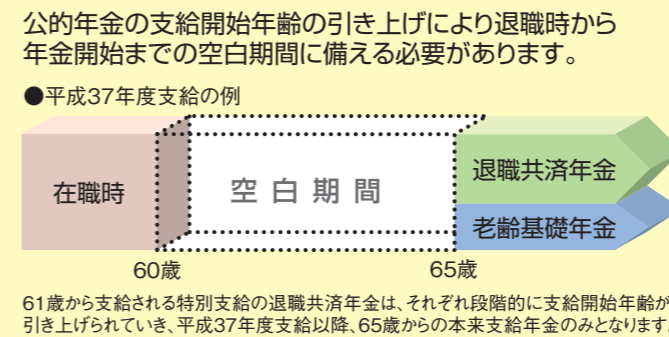 公的年金の支給開始年齢の引き上げにより退職時から
年金開始までの空白期間に備える必要があります。
●平成37年度支給の例
在職時
空白期間
退職共済年金
老齢基礎年金
60歳
65歳
61歳から支給される特別支給の退職共済年金は、それぞれ段階的に支給開始年齢が
引き上げられていき、平成37年度支給以降、65歳からの本来支給年金のみとなります。